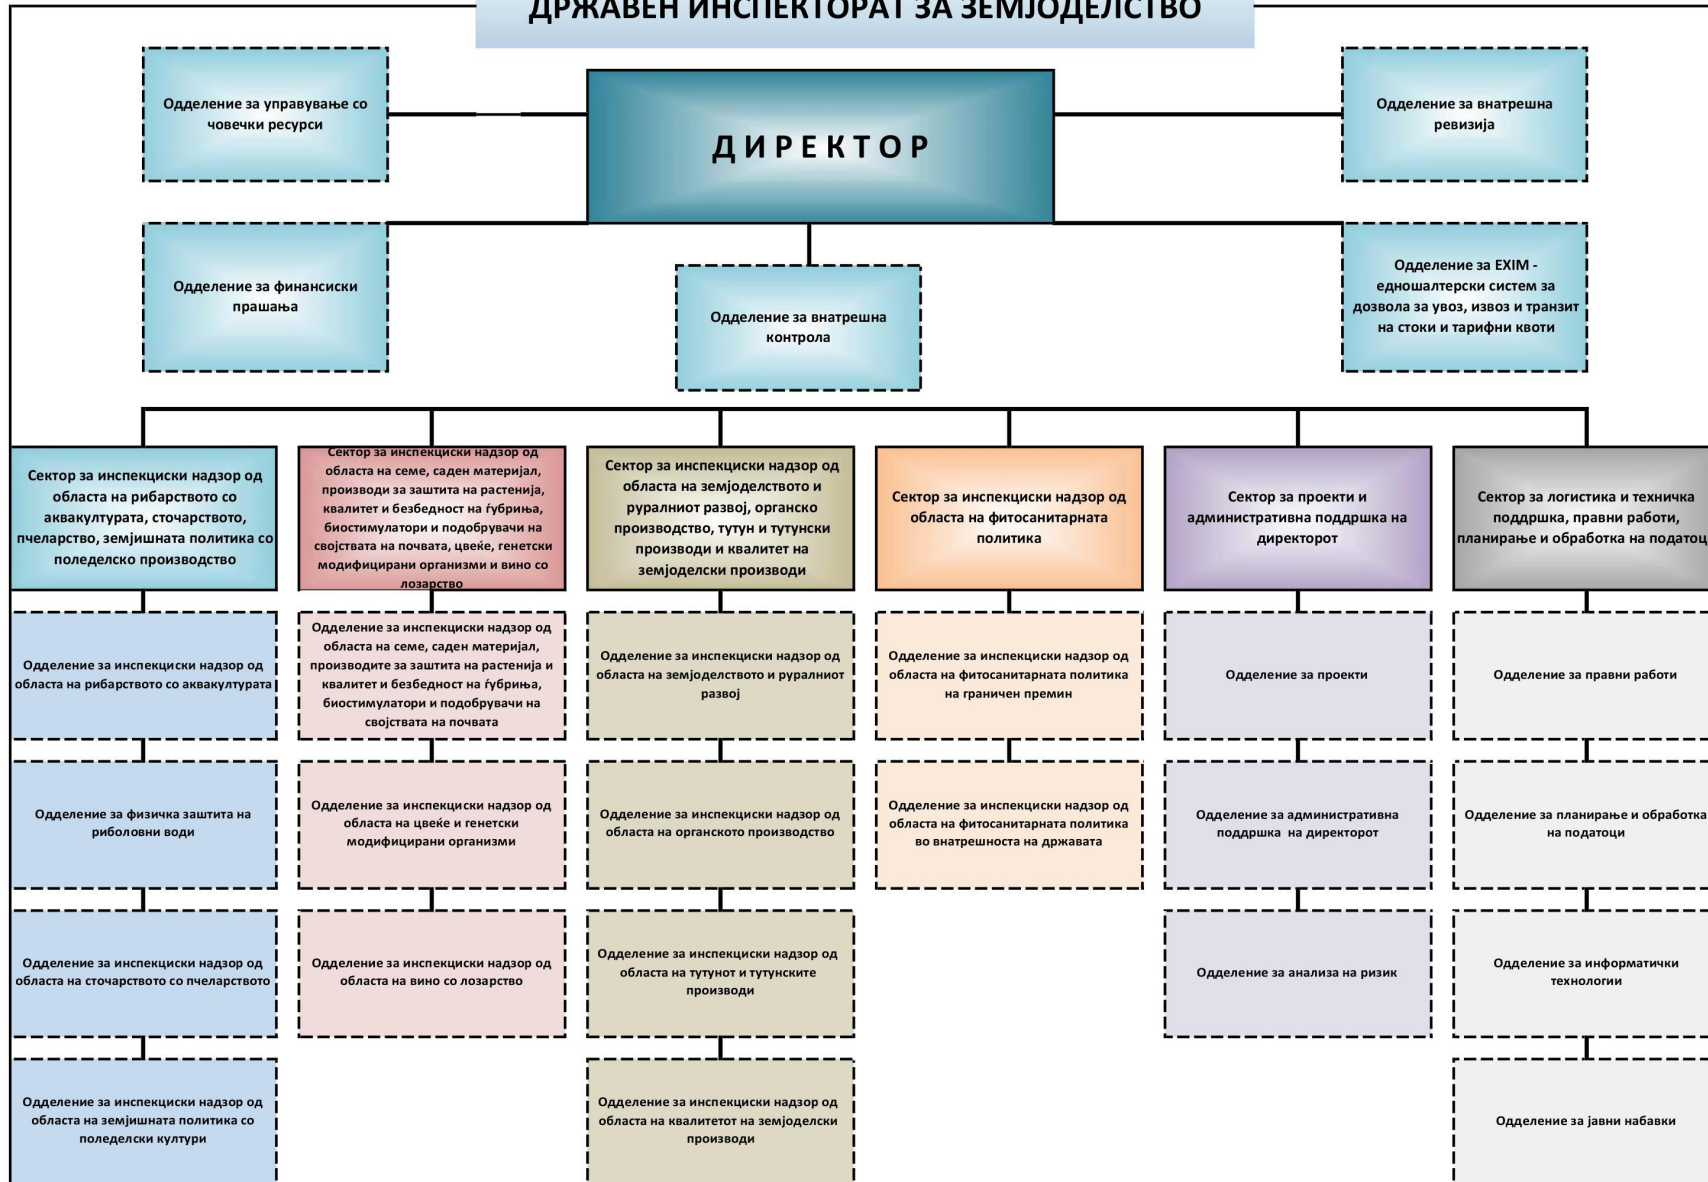 ДРЖАВЕН ИНСПЕКТОРАТ ЗА ЗЕМЈОДЕЛСТВО
Одделение за управување со
човечки ресурси
Д И Р Е К Т О Р
Одделение за внатрешна
ревизија
Одделение за финансиски
прашања
Одделение за внатрешна
контрола
Одделение за EXIM -
едношалтерски систем за
дозвола за увоз, извоз и транзит
на стоки и тарифни квоти
Сектор за инспекциски надзор од
областа на рибарството со
аквакултурата, сточарството,
пчеларство, земјишната политика со
поледелско производство
Сектор за инспекциски надзор од
областа на семе, саден материјал,
производи за заштита на растенија,
квалитет и безбедност на ѓубриња,
биостимулатори и подобрувачи на
својствата на почвата, цвеќе, генетски
модифицирани организми и вино со
лозарство
Сектор за инспекциски надзор од
областа на земјоделството и
руралниот развој, органско
производство, тутун и тутунски
производи и квалитет на
земјоделски производи
Сектор за инспекциски надзор од
областа на фитосанитарната
политика
Сектор за проекти и
административна поддршка на
директорот
Сектор за логистика и техничка
поддршка, правни работи,
планирање и обработка на податоц
Одделение за инспекциски надзор од
областа на рибарството со аквакултурата
Одделение за инспекциски надзор од
областа на семе, саден материјал,
производите за заштита на растенија и
квалитет и безбедност на ѓубриња,
биостимулатори и подобрувачи на
својствата на почвата
Одделение за инспекциски надзор од
областа на земјоделството и руралниот
развој
Одделение за инспекциски надзор од
областа на фитосанитарната политика
на граничен премин
Одделение за проекти
Одделение за правни работи
Одделение за физичка заштита на
риболовни води
Одделение за инспекциски надзор од
областа на цвеќе и генетски
модифицирани организми
Одделение за инспекциски надзор од
областа на органското производство
Одделение за инспекциски надзор од
областа на фитосанитарната политика
во внатрешноста на државата
Одделение за административна
поддршка на директорот
Одделение за планирање и обработка
на податоци
Одделение за инспекциски надзор од
областа на сточарството со пчеларството
Одделение за инспекциски надзор од
областа на вино со лозарство
Одделение за инспекциски надзор од
областа на тутунот и тутунските
производи
Одделение за анализа на ризик
Одделение за информатички
технологии
Одделение за инспекциски надзор од
областа на земјишната политика со
поледелски култури
Одделение за инспекциски надзор од
областа на квалитетот на земјоделски
производи
Одделение за јавни набавки